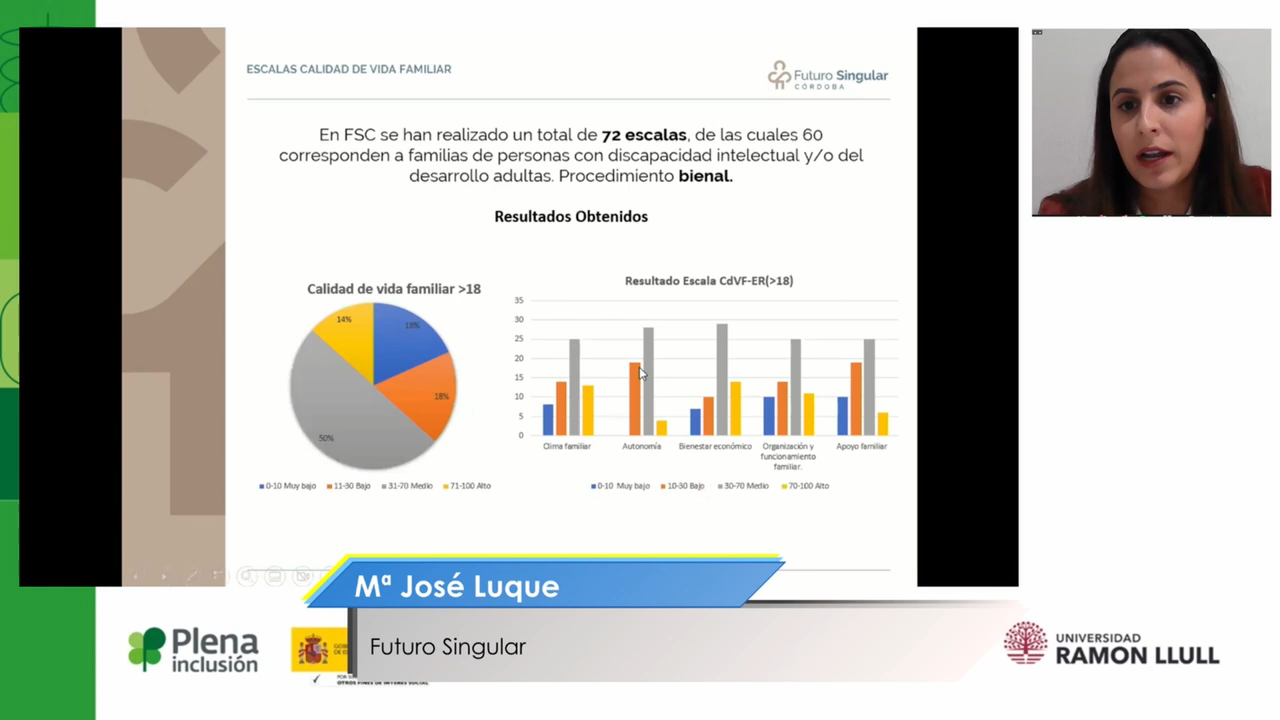 ESCALAS CALIDAD DE VIDA FAMILIAR
Futuro Singular
CÓRDOBA
En FSC se han realizado un total de 72 escalas, de las cuales 60
corresponden a familias de personas con discapacidad intelectual y/o del
desarrollo adultas. Procedimiento bienal.
Resultados Obtenidos
Calidad de vida familiar >18
14%
18%
18%
50%
0-10 Muy bajo 11-30 Bajo 31-70 Medio 71-100 Alto
Resultado Escala CdVF-ER(>18)
35
30
25
20
15
10
5
0
Clima familiar Autonomía Bienestar económico Organización y funcionamiento familiar. Apoyo familiar
0-10 Muy bajo 10-30 Bajo 30-70 Medio 70-100 Alto
Mª José Luque
Futuro Singular
Plena
inclusión
OTROS FINES DE INTERÉS SOCIAL
UNIVERSIDAD
RAMON LLULL